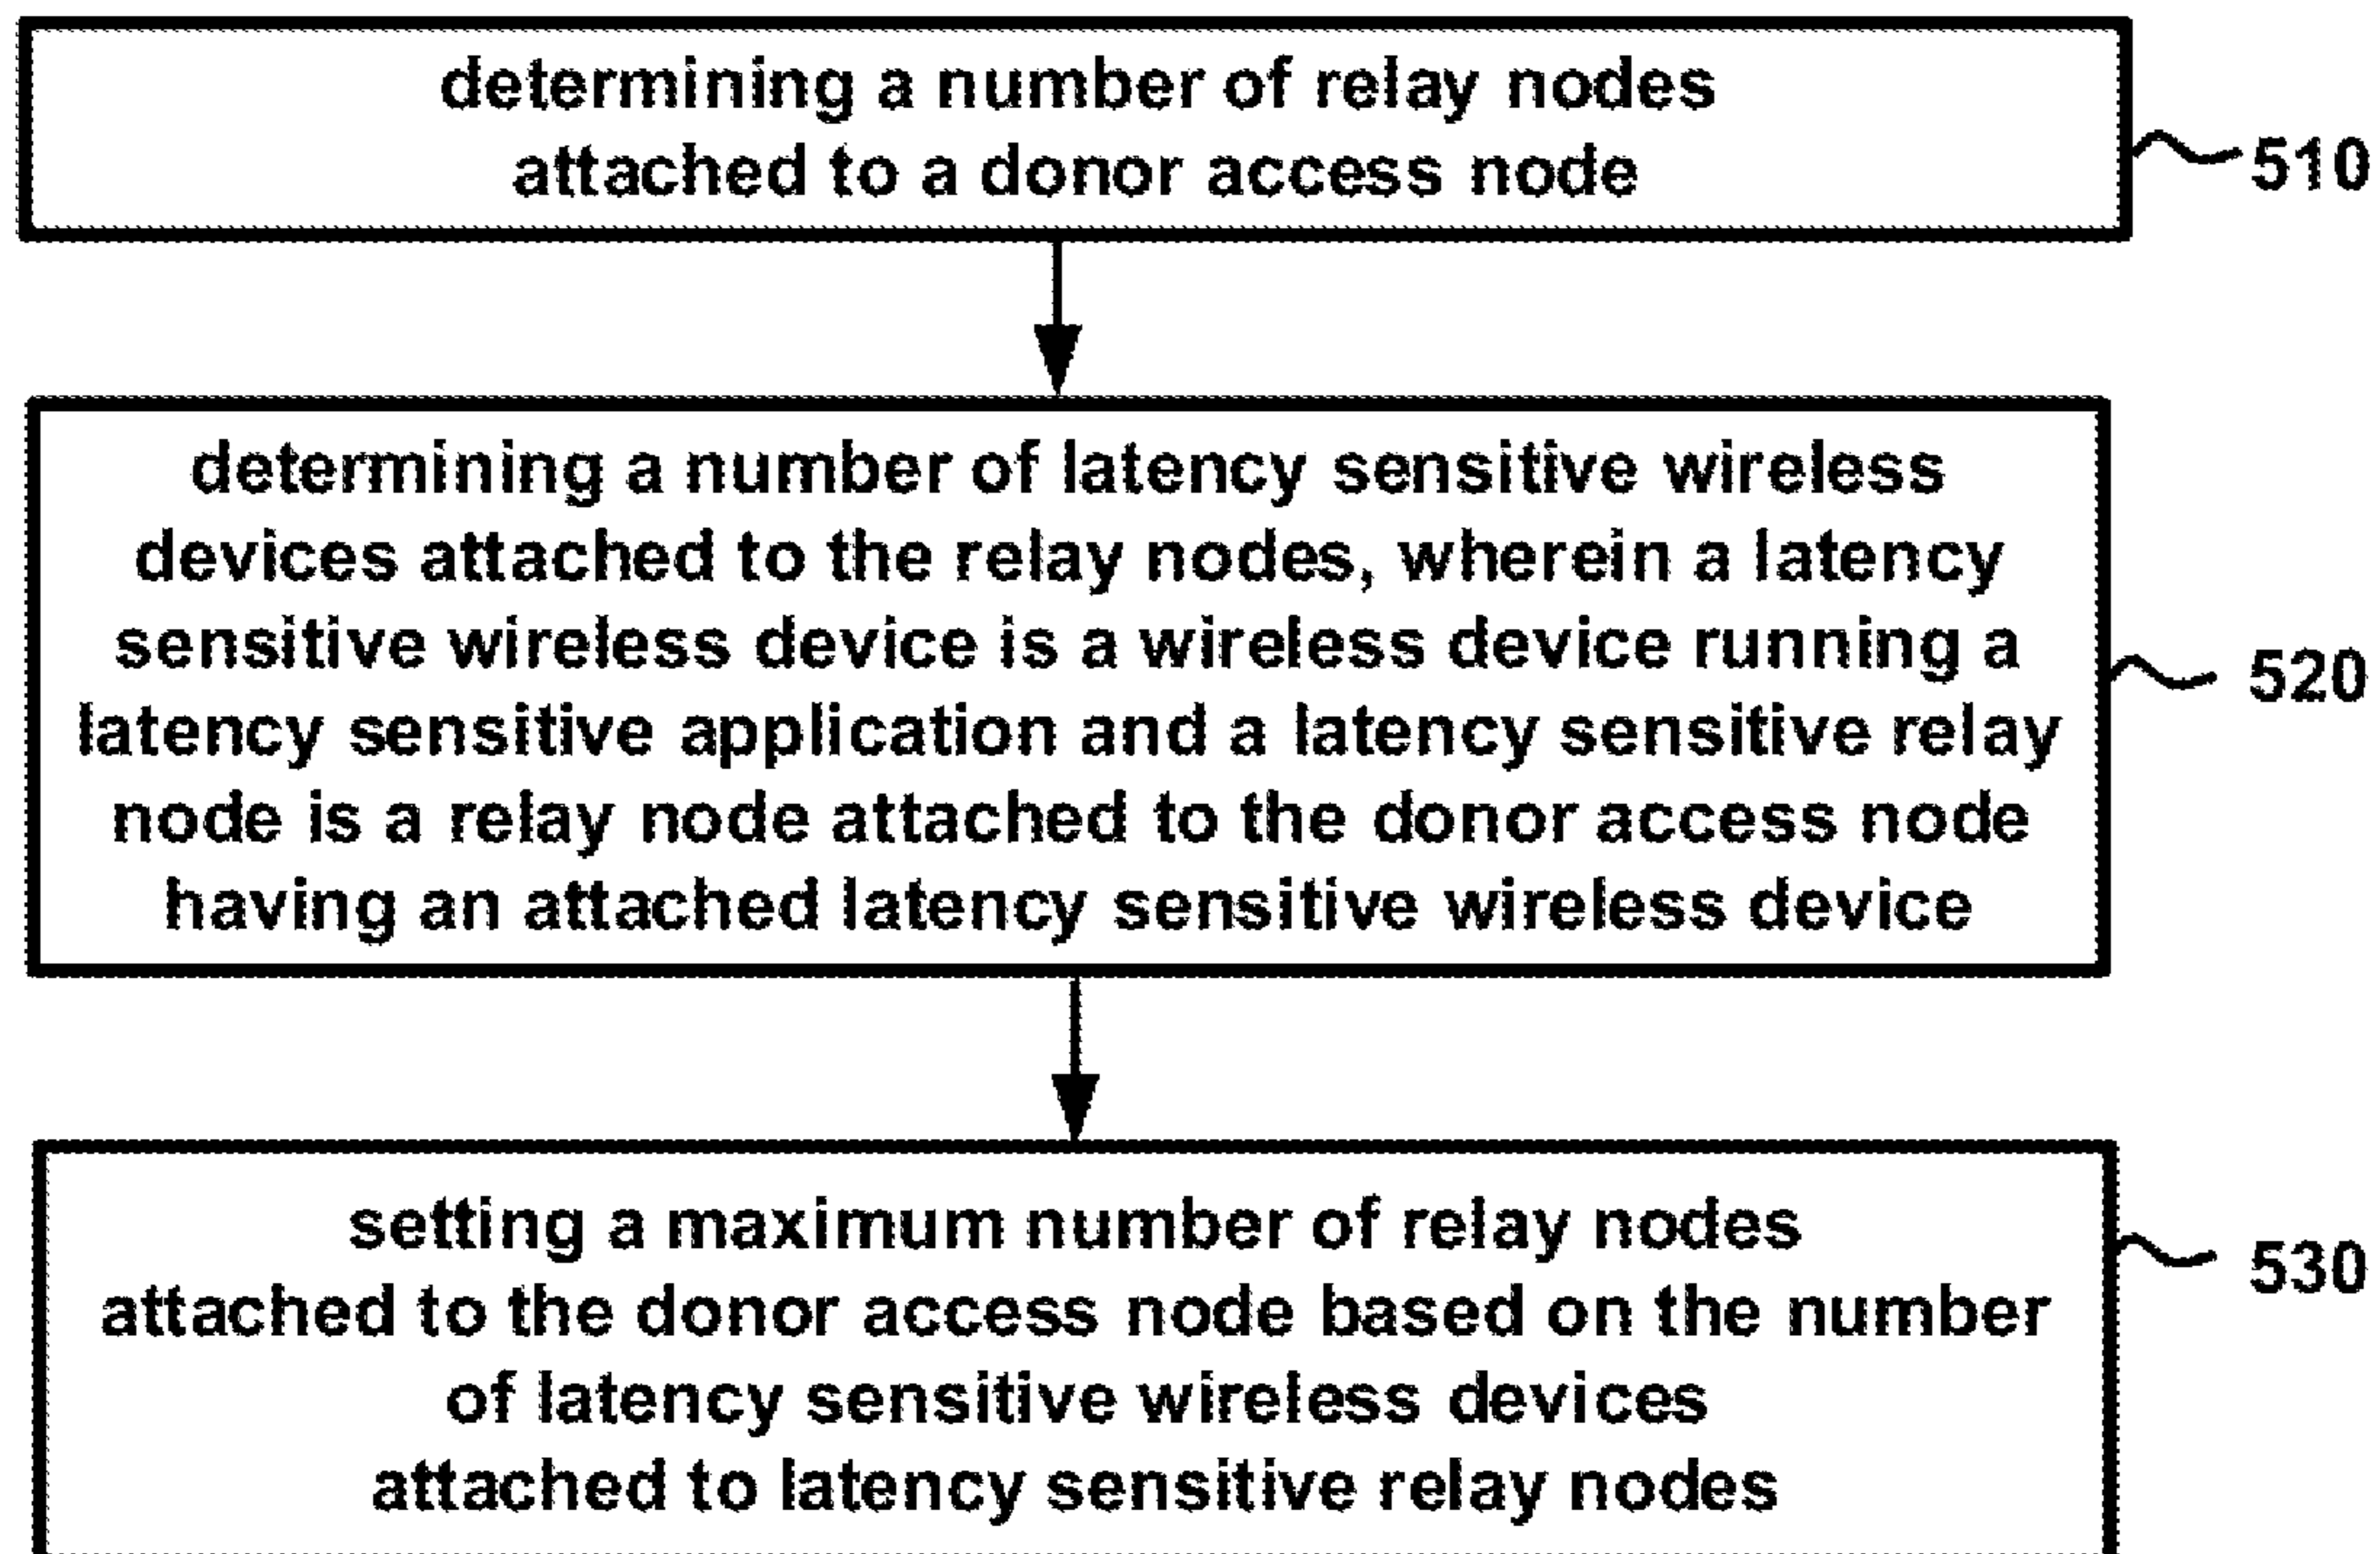 determining a number of relay nodes
attached to a donor access node
510
determining a number of latency sensitive wireless
devices attached to the relay nodes, wherein a latency
sensitive wireless device is a wireless device running a
latency sensitive application and a latency sensitive relay
node is a relay node attached to the donor access node
having an attached latency sensitive wireless device
520
setting a maximum number of relay nodes
attached to the donor access node based on the number
of latency sensitive wireless devices
attached to latency sensitive relay nodes
530